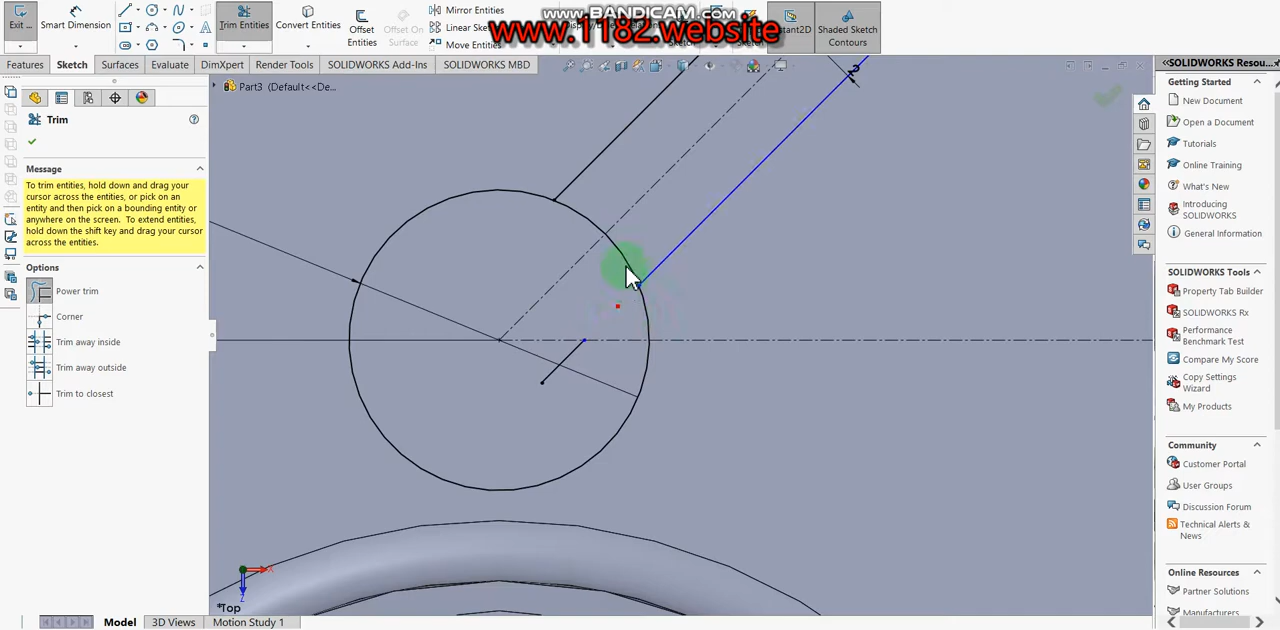 www.BANDICAM.com
www.1182.website
Exit ...
Smart Dimension
Trim Entities
Convert Entities
Offset Entities
Offset On Surface
Mirror Entities
Linear Sk
Move Entities
Shaded Sketch Contours
Features
Sketch
Surfaces
Evaluate
DimXpert
Render Tools
SOLIDWORKS Add-Ins
SOLIDWORKS MBD
Part3 (Default<<De...
Trim
Message
To trim entities, hold down and drag your
cursor across the entities, or pick on an
entity and then pick on a bounding entity or
anywhere on the screen. To extend entities,
hold down the shift key and drag your cursor
across the entities.
Options
Power trim
Corner
Trim away inside
Trim away outside
Trim to closest
2
*Top
X
Z
Model
3D Views
Motion Study 1
SOLIDWORKS Resou...
Getting Started
New Document
Open a Document
Tutorials
Online Training
What's New
Introducing
SOLIDWORKS
General Information
SOLIDWORKS Tools
Property Tab Builder
SOLIDWORKS Rx
Performance
Benchmark Test
Compare My Score
Copy Settings
Wizard
My Products
Community
Customer Portal
User Groups
Discussion Forum
Technical Alerts &
News
Online Resources
Partner Solutions
Manufacturers